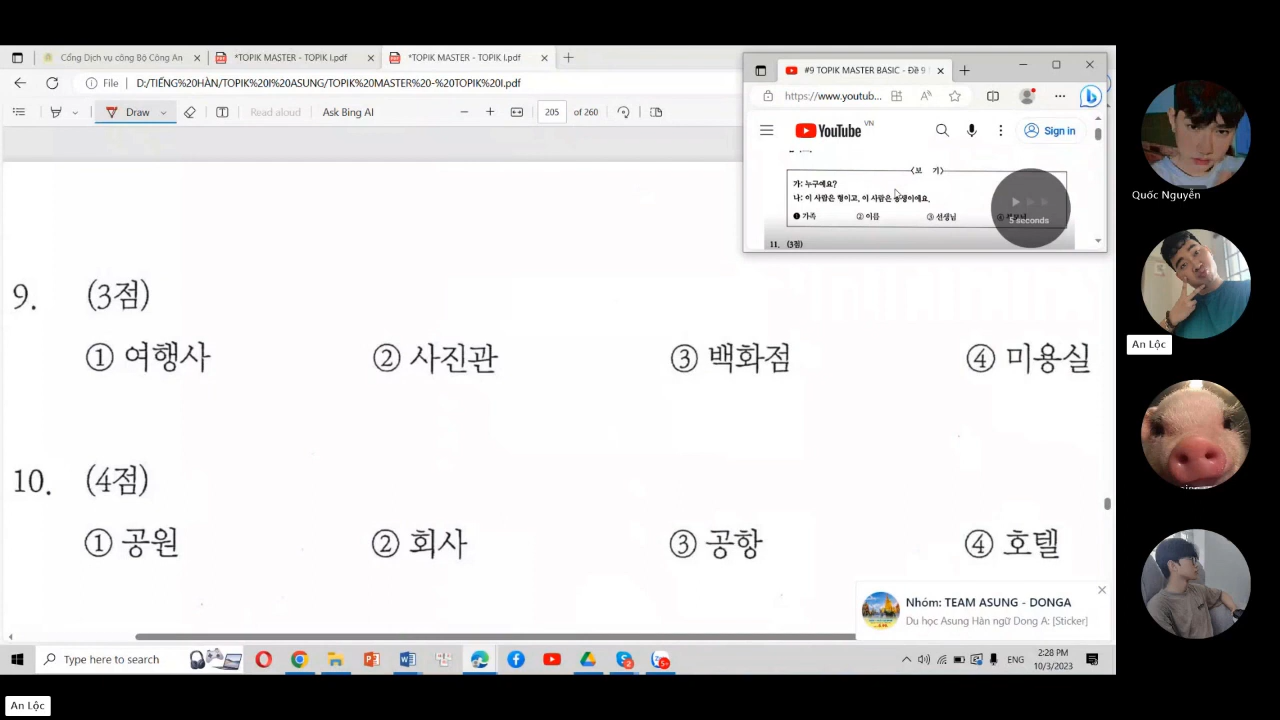 Cổng Dịch vụ công Bộ Công An
*TOPIK MASTER - TOPIK I.pdf
*TOPIK MASTER - TOPIK I.pdf
File D:/TIẾNG%20HÀN/TOPIK%20I%20ASUNG/TOPIK%20MASTER%20-%20TOPIK%20I.pdf
Draw Read aloud Ask Bing AI 205 of 260
#9 TOPIK MASTER BASIC - Đề 9
https://www.youtub...
YouTube VN Sign in
<보 기>
가: 누구예요?
나: 이 사람은 형이고, 이 사람은 동생이에요.
❶ 가족 ② 이름 ③ 선생님
5 seconds
11. (3점)
9. (3점)
① 여행사 ② 사진관 ③ 백화점 ④ 미용실
10. (4점)
① 공원 ② 회사 ③ 공항 ④ 호텔
Nhóm: TEAM ASUNG - DONGA
Du học Asung Hàn ngữ Dong A: [Sticker]
Type here to search
ENG
2:28 PM
10/3/2023
Quốc Nguyễn
An Lộc
An Lộc